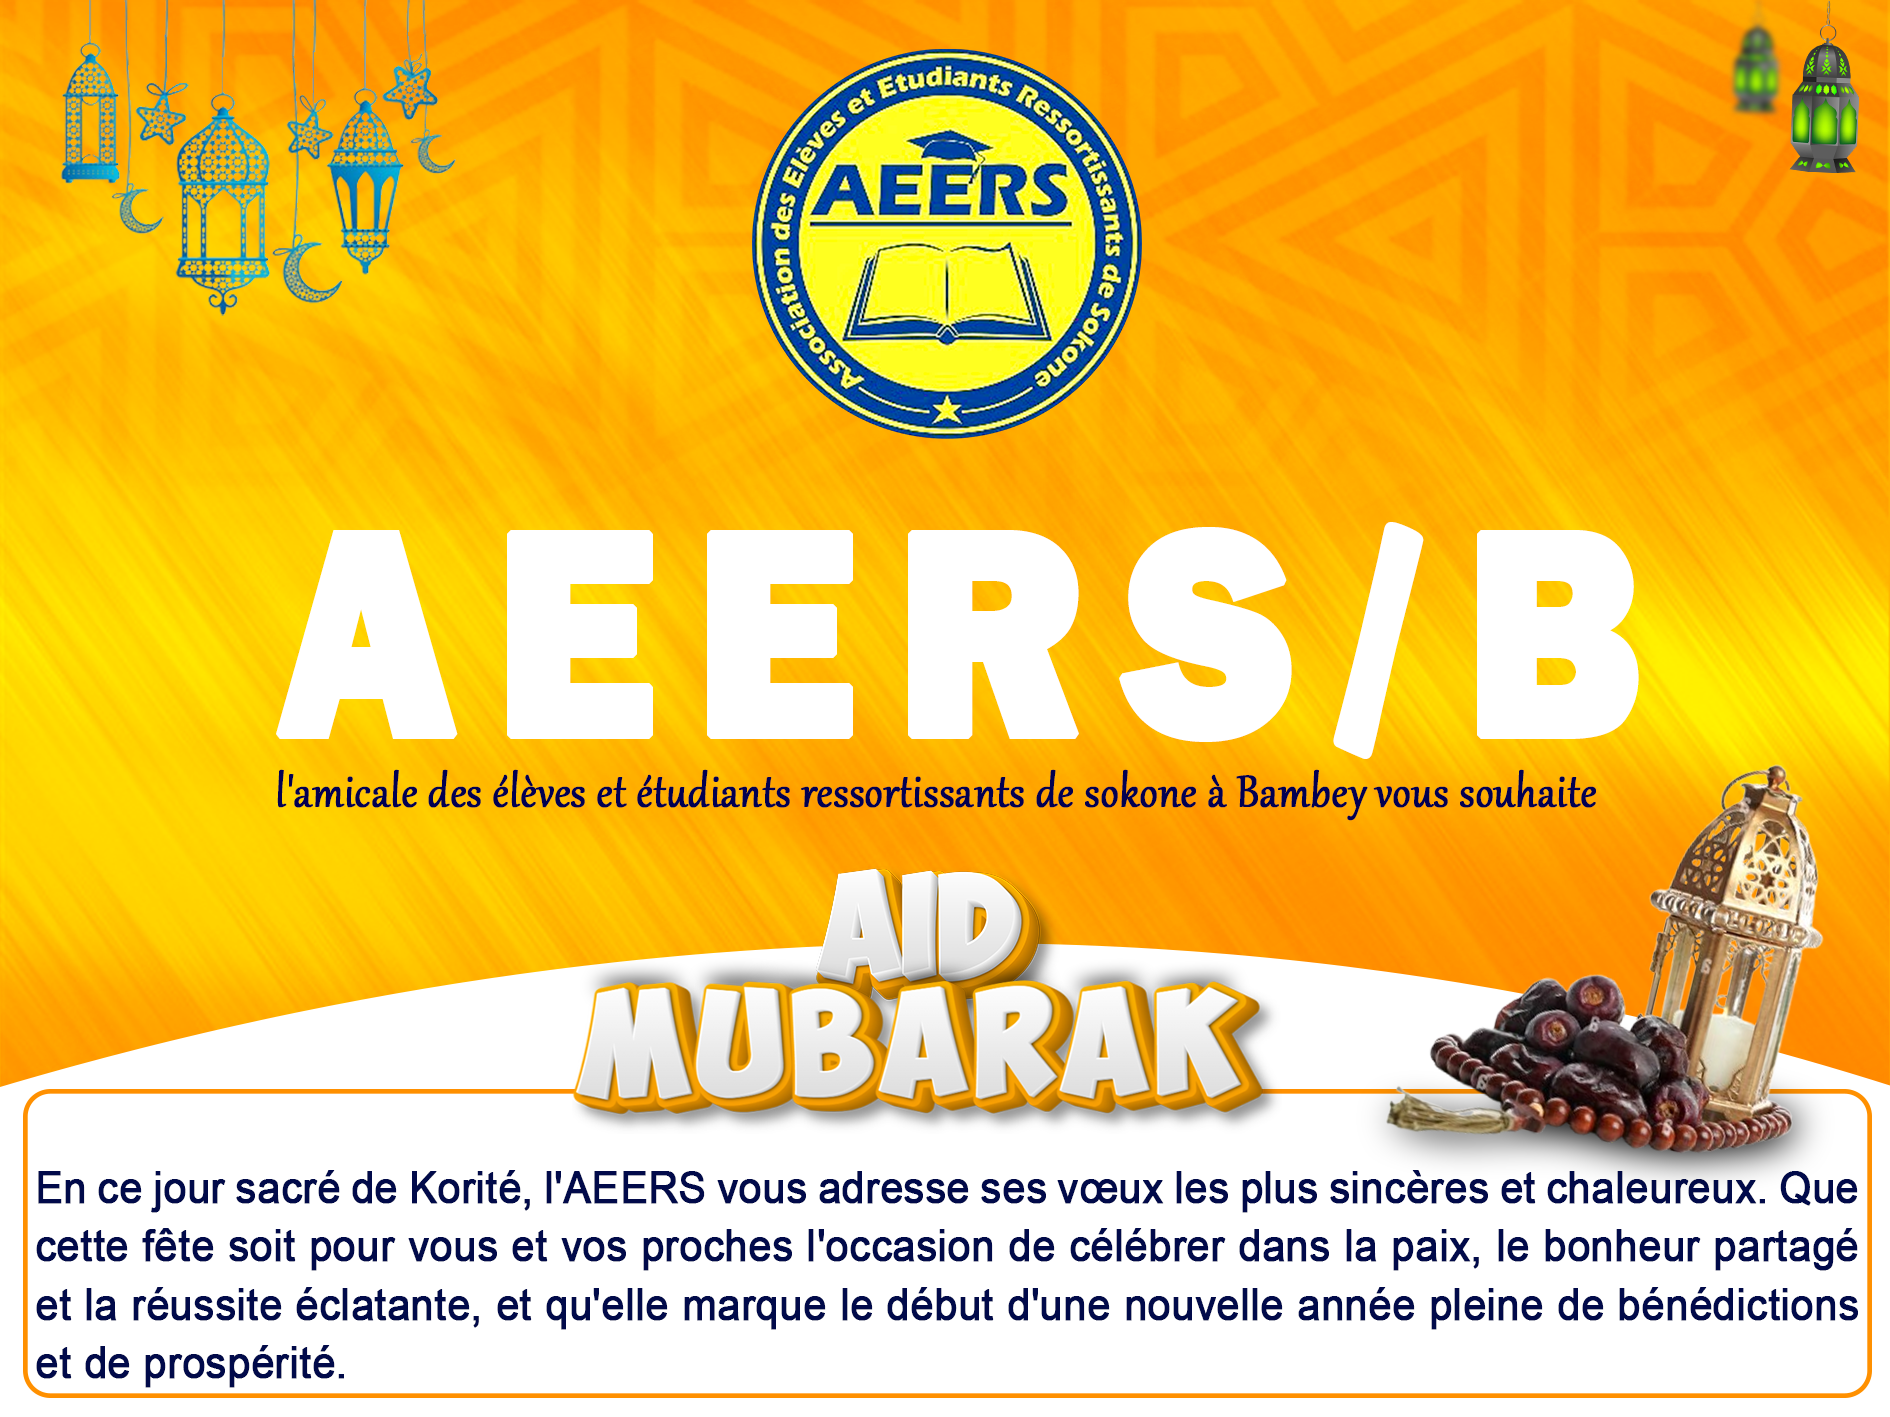 Association des Elèves et Etudiants Ressortissants de Sokone
AEERS
AEERS/B
l'amicale des élèves et étudiants ressortissants de sokone à Bambey vous souhaite
AID
MUBARAK
En ce jour sacré de Korité, l'AEERS vous adresse ses vœux les plus sincères et chaleureux. Que
cette fête soit pour vous et vos proches l'occasion de célébrer dans la paix, le bonheur partagé
et la réussite éclatante, et qu'elle marque le début d'une nouvelle année pleine de bénédictions
et de prospérité.